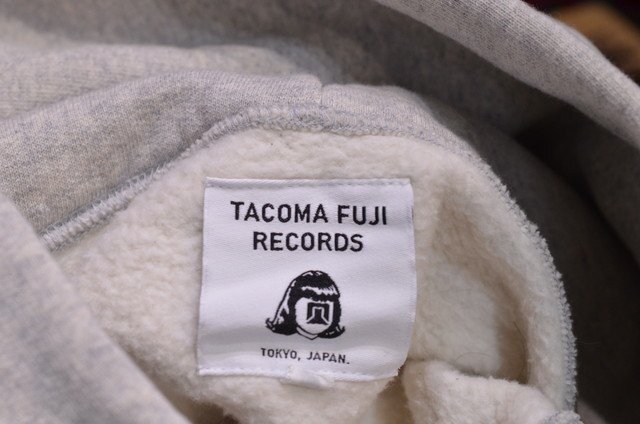 TACOMA FUJI
RECORDS
TOKYO, JAPAN.